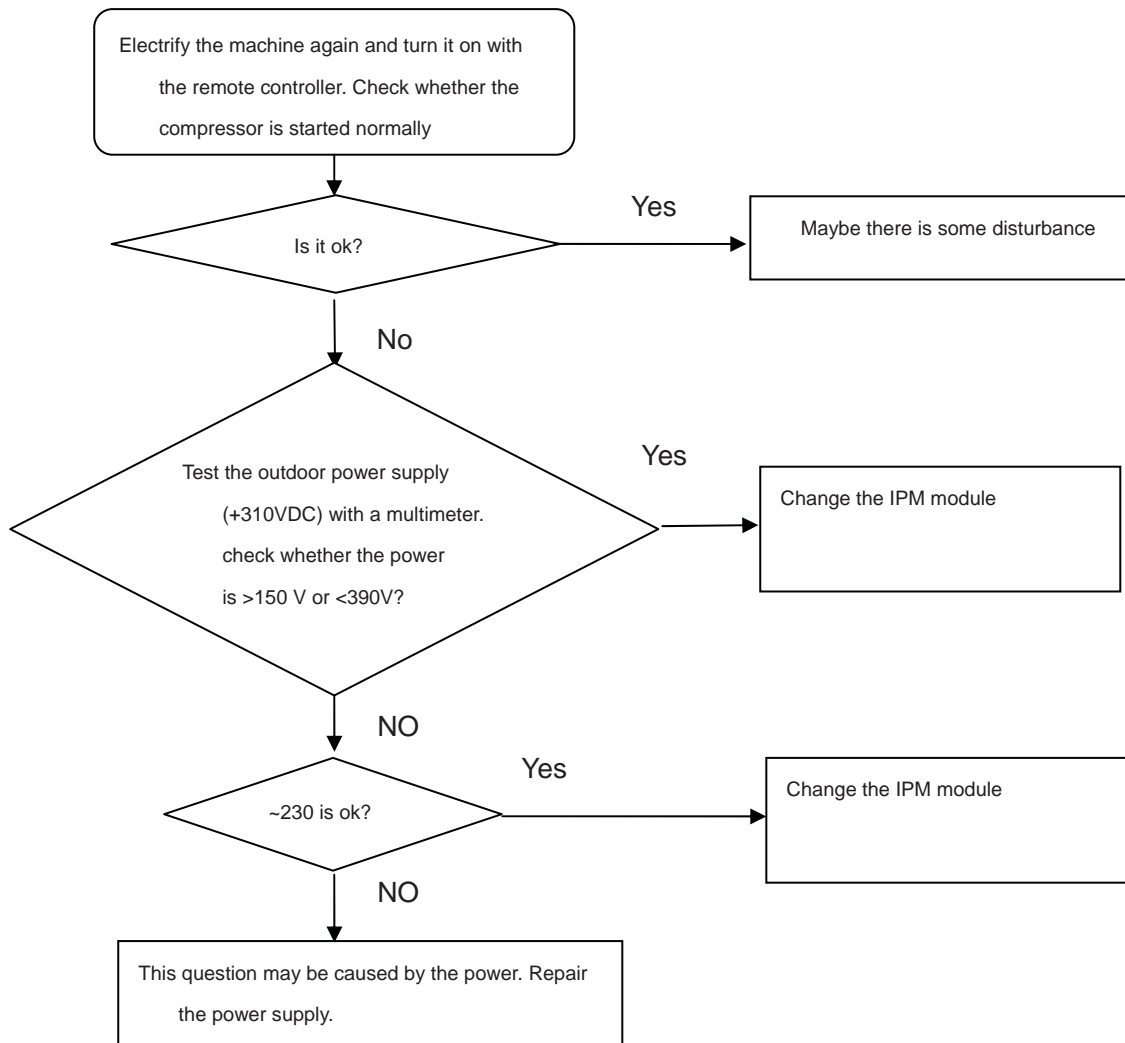 Electrify the machine again and turn it on with
the remote controller. Check whether the
compressor is started normally
Yes
Is it ok?
Maybe there is some disturbance
No
Test the outdoor power supply
(+310VDC) with a multimeter.
check whether the power
is >150 V or <390V?
Yes
Change the IPM module
NO
~230 is ok?
Yes
Change the IPM module
NO
This question may be caused by the power. Repair
the power supply.